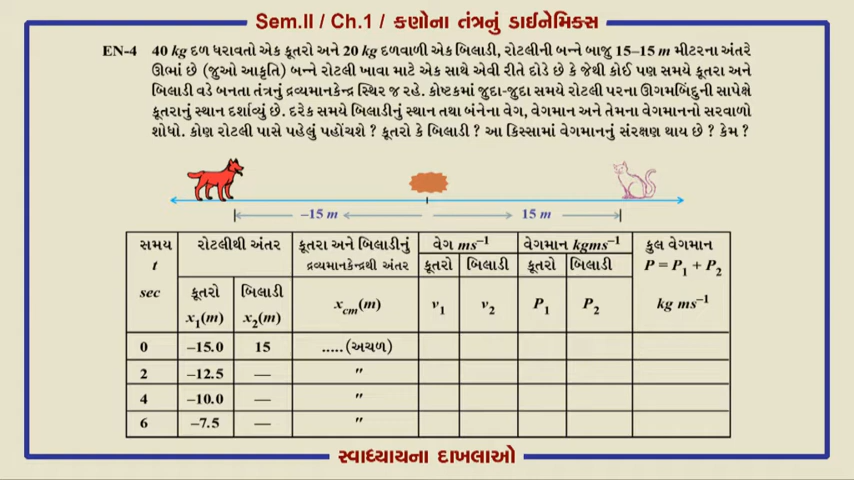 Sem.II / Ch.1 / કણોના તંત્રનું ડાઈનેમિક્સ
EN-4 40 kg દળ ધરાવતો એક કૂતરો અને 20 kg દળવાળી એક બિલાડી, રોટલીની બન્ને બાજુ 15–15 m મીટરના અંતરે
ઊભાં છે (જુઓ આકૃતિ) બન્ને રોટલી ખાવા માટે એક સાથે એવી રીતે દોડે છે કે જેથી કોઈ પણ સમયે કૂતરા અને
બિલાડી વડે બનતા તંત્રનું દ્રવ્યમાનકેન્દ્ર સ્થિર જ રહે. કોષ્ટકમાં જુદા-જુદા સમયે રોટલી પરના ઊગમબિંદુની સાપેક્ષે
કૂતરાનું સ્થાન દર્શાવ્યું છે. દરેક સમયે બિલાડીનું સ્થાન તથા બંનેના વેગ, વેગમાન અને તેમના વેગમાનનો સરવાળો
શોધો. કોણ રોટલી પાસે પહેલું પહોંચશે ? કૂતરો કે બિલાડી ? આ કિસ્સામાં વેગમાનનું સંરક્ષણ થાય છે ? કેમ ?
–15 m 15 m
સમય રોટલીથી અંતર કૂતરા અને બિલાડીનું વેગ ms⁻¹ વેગમાન kgms⁻¹ કુલ વેગમાન
t દ્રવ્યમાનકેન્દ્રથી અંતર કૂતરો બિલાડી કૂતરો બિલાડી P = P₁ + P₂
sec કૂતરો બિલાડી x_cm(m) v₁ v₂ P₁ P₂ kg ms⁻¹
x₁(m) x₂(m)
0 –15.0 15 .....(અચળ)
2 –12.5 — "
4 –10.0 — "
6 –7.5 — "
સ્વાધ્યાયના દાખલાઓ